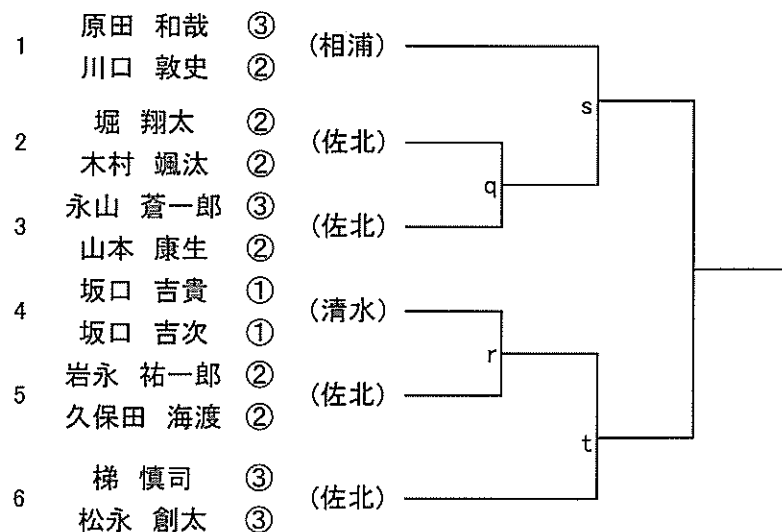 1 原田 和哉 ③ (相浦)
川口 敦史 ②
2 堀 翔太 ② (佐北)
木村 颯汰 ②
3 永山 蒼一郎 ③ (佐北)
山本 康生 ②
4 坂口 吉貴 ① (清水)
坂口 吉次 ①
5 岩永 祐一郎 ② (佐北)
久保田 海渡 ②
6 梯 慎司 ③ (佐北)
松永 創太 ③
s
q
r
t